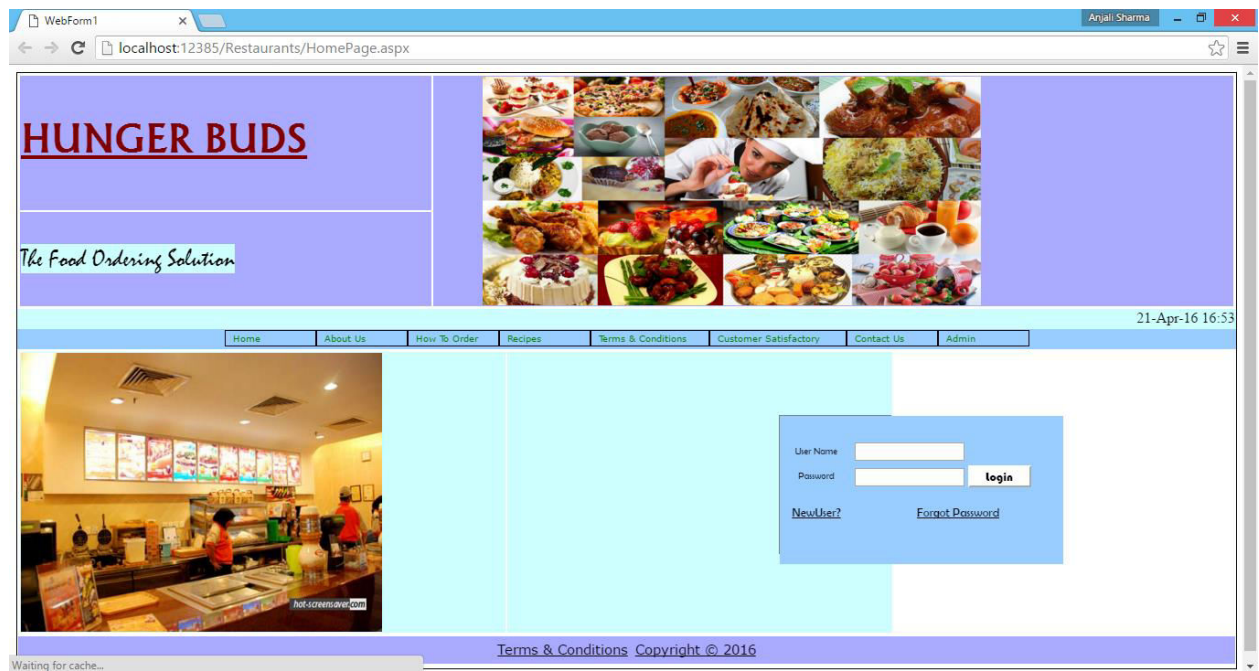 WebForm1
Anjali Sharma
localhost:12385/Restaurants/HomePage.aspx
HUNGER BUDS
The Food Ordering Solution
21-Apr-16 16:53
Home About Us How To Order Recipes Terms & Conditions Customer Satisfactory Contact Us Admin
User Name
Password login
NewUser? Forgot Password
hot-screensaver.com
Terms & Conditions Copyright © 2016
Waiting for cache...